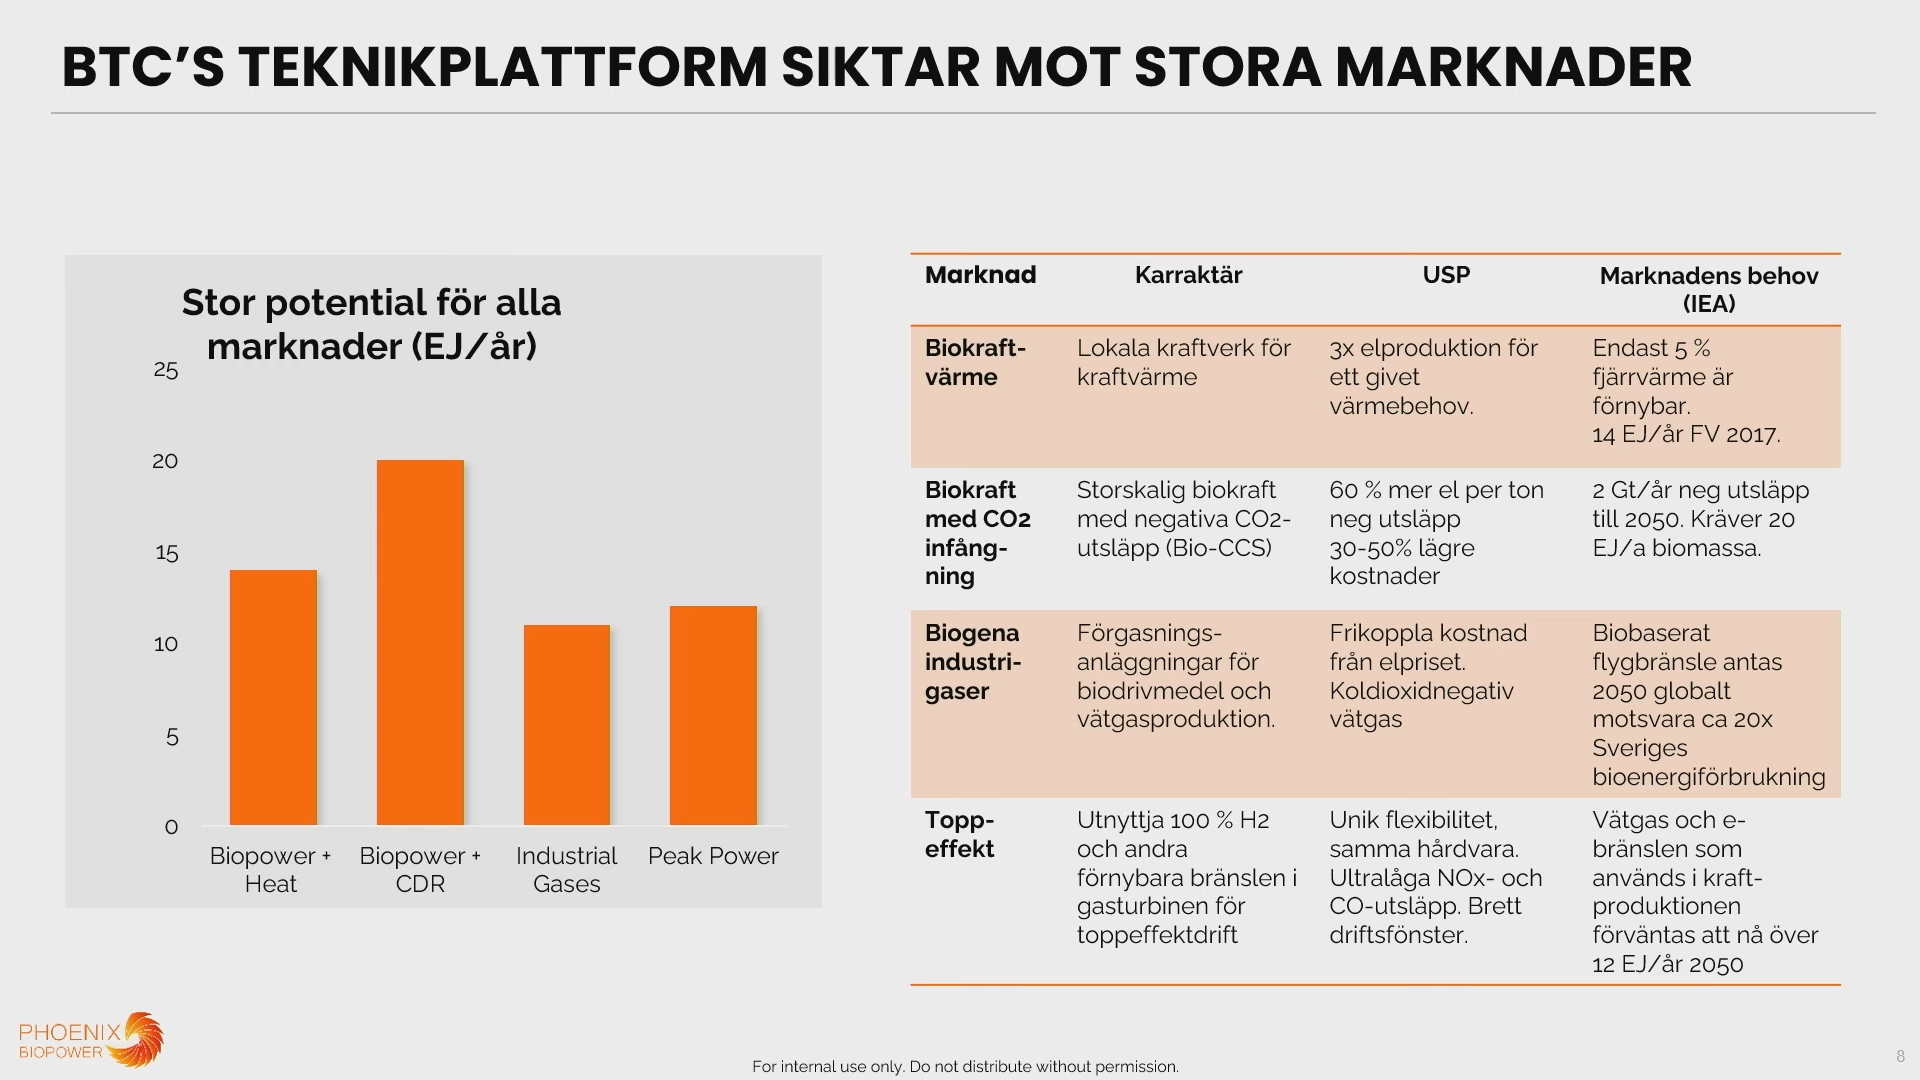 BTC’S TEKNIKPLATTFORM SIKTAR MOT STORA MARKNADER
Stor potential för alla
marknader (EJ/år)
25
20
15
10
5
0
Biopower +
Heat
Biopower +
CDR
Industrial
Gases
Peak Power
Marknad
Karraktär
USP
Marknadens behov
(IEA)
Biokraft-
värme
Lokala kraftverk för
kraftvärme
3x elproduktion för
ett givet
värmebehov.
Endast 5 %
fjärrvärme är
förnybar.
14 EJ/år FV 2017.
Biokraft
med CO2
infång-
ning
Storskalig biokraft
med negativa CO2-
utsläpp (Bio-CCS)
60 % mer el per ton
neg utsläpp
30-50% lägre
kostnader
2 Gt/år neg utsläpp
till 2050. Kräver 20
EJ/a biomassa.
Biogena
industri-
gaser
Förgasnings-
anläggningar för
biodrivmedel och
vätgasproduktion.
Frikoppla kostnad
från elpriset.
Koldioxidnegativ
vätgas
Biobaserat
flygbränsle antas
2050 globalt
motsvara ca 20x
Sveriges
bioenergiförbrukning
Topp-
effekt
Utnyttja 100 % H2
och andra
förnybara bränslen i
gasturbinen för
toppeffektdrift
Unik flexibilitet,
samma hårdvara.
Ultralåga NOx- och
CO-utsläpp. Brett
driftsfönster.
Vätgas och e-
bränslen som
används i kraft-
produktionen
förväntas att nå över
12 EJ/år 2050
PHOENIX
BIOPOWER
For internal use only. Do not distribute without permission.
8